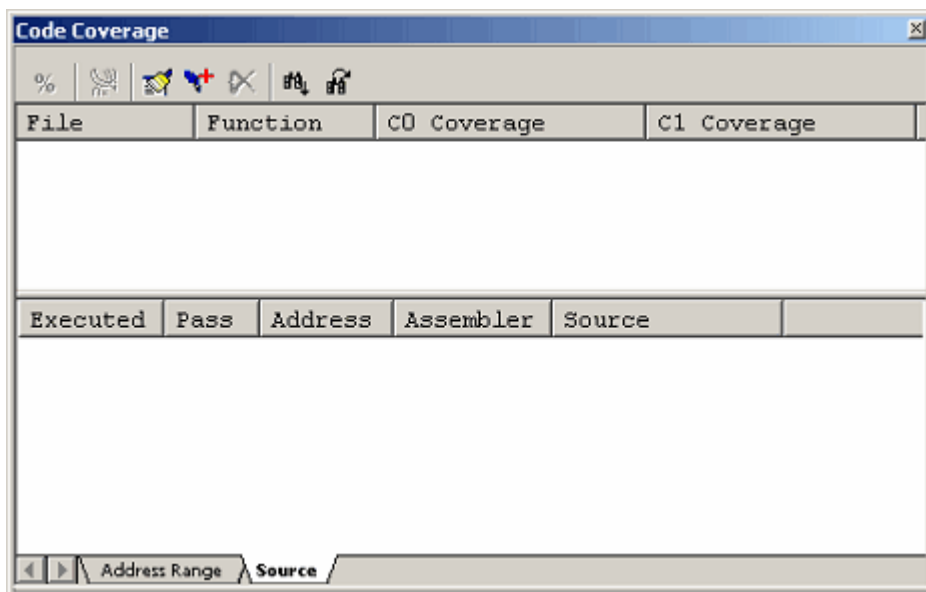 Code Coverage
%
File Function C0 Coverage C1 Coverage
Executed Pass Address Assembler Source
Address Range Source